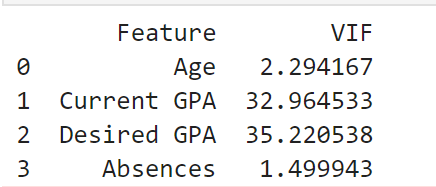 Feature VIF
0 Age 2.294167
1 Current GPA 32.964533
2 Desired GPA 35.220538
3 Absences 1.499943